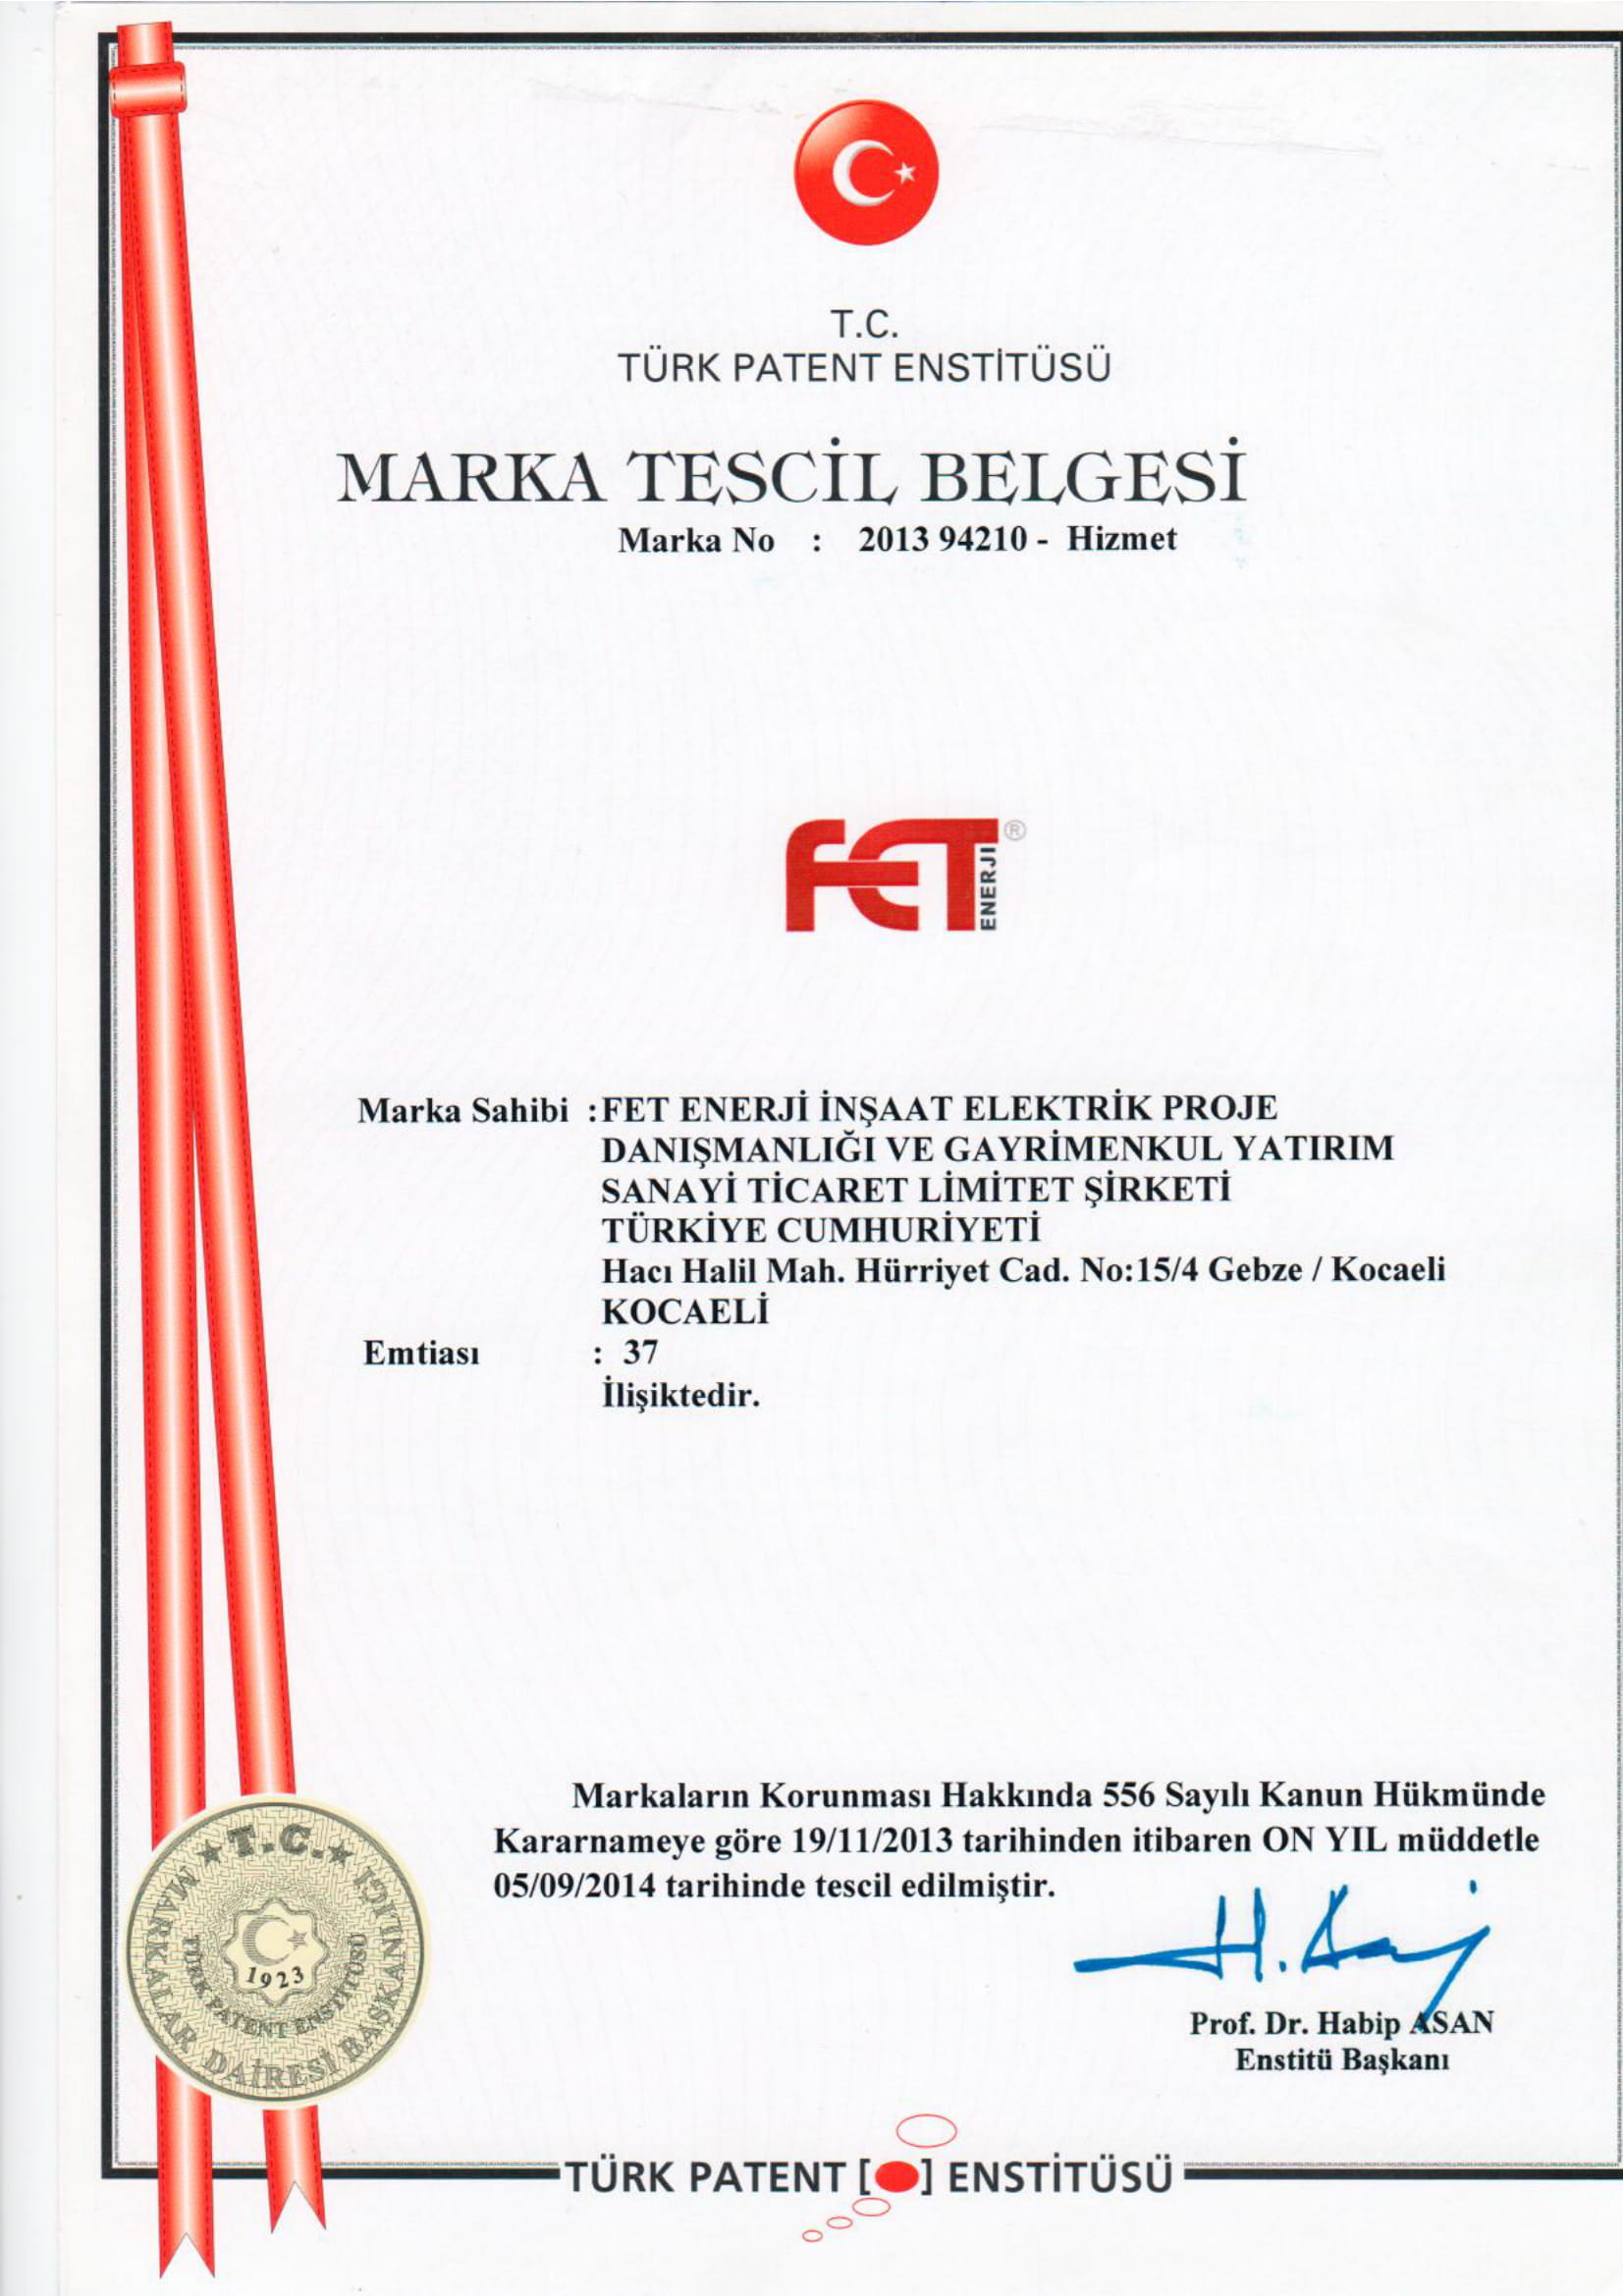 T.C.
TÜRK PATENT ENSTİTÜSÜ
MARKA TESCİL BELGESİ
Marka No : 2013 94210 - Hizmet
FET ENERJI ®
Marka Sahibi :FET ENERJİ İNŞAAT ELEKTRİK PROJE
DANIŞMANLIĞI VE GAYRİMENKUL YATIRIM
SANAYİ TİCARET LİMİTET ŞİRKETİ
TÜRKİYE CUMHURİYETİ
Hacı Halil Mah. Hürriyet Cad. No:15/4 Gebze / Kocaeli
KOCAELİ
Emtiası : 37
İlişiktedir.
Markaların Korunması Hakkında 556 Sayılı Kanun Hükmünde
Kararnameye göre 19/11/2013 tarihinden itibaren ON YIL müddetle
05/09/2014 tarihinde tescil edilmiştir.
H. Asan
Prof. Dr. Habip ASAN
Enstitü Başkanı
T.C.
MARKALAR DAİRESİ BAŞKANLIĞI
TÜRK PATENT ENSTİTÜSÜ
1923
TÜRK PATENT [●] ENSTİTÜSÜ